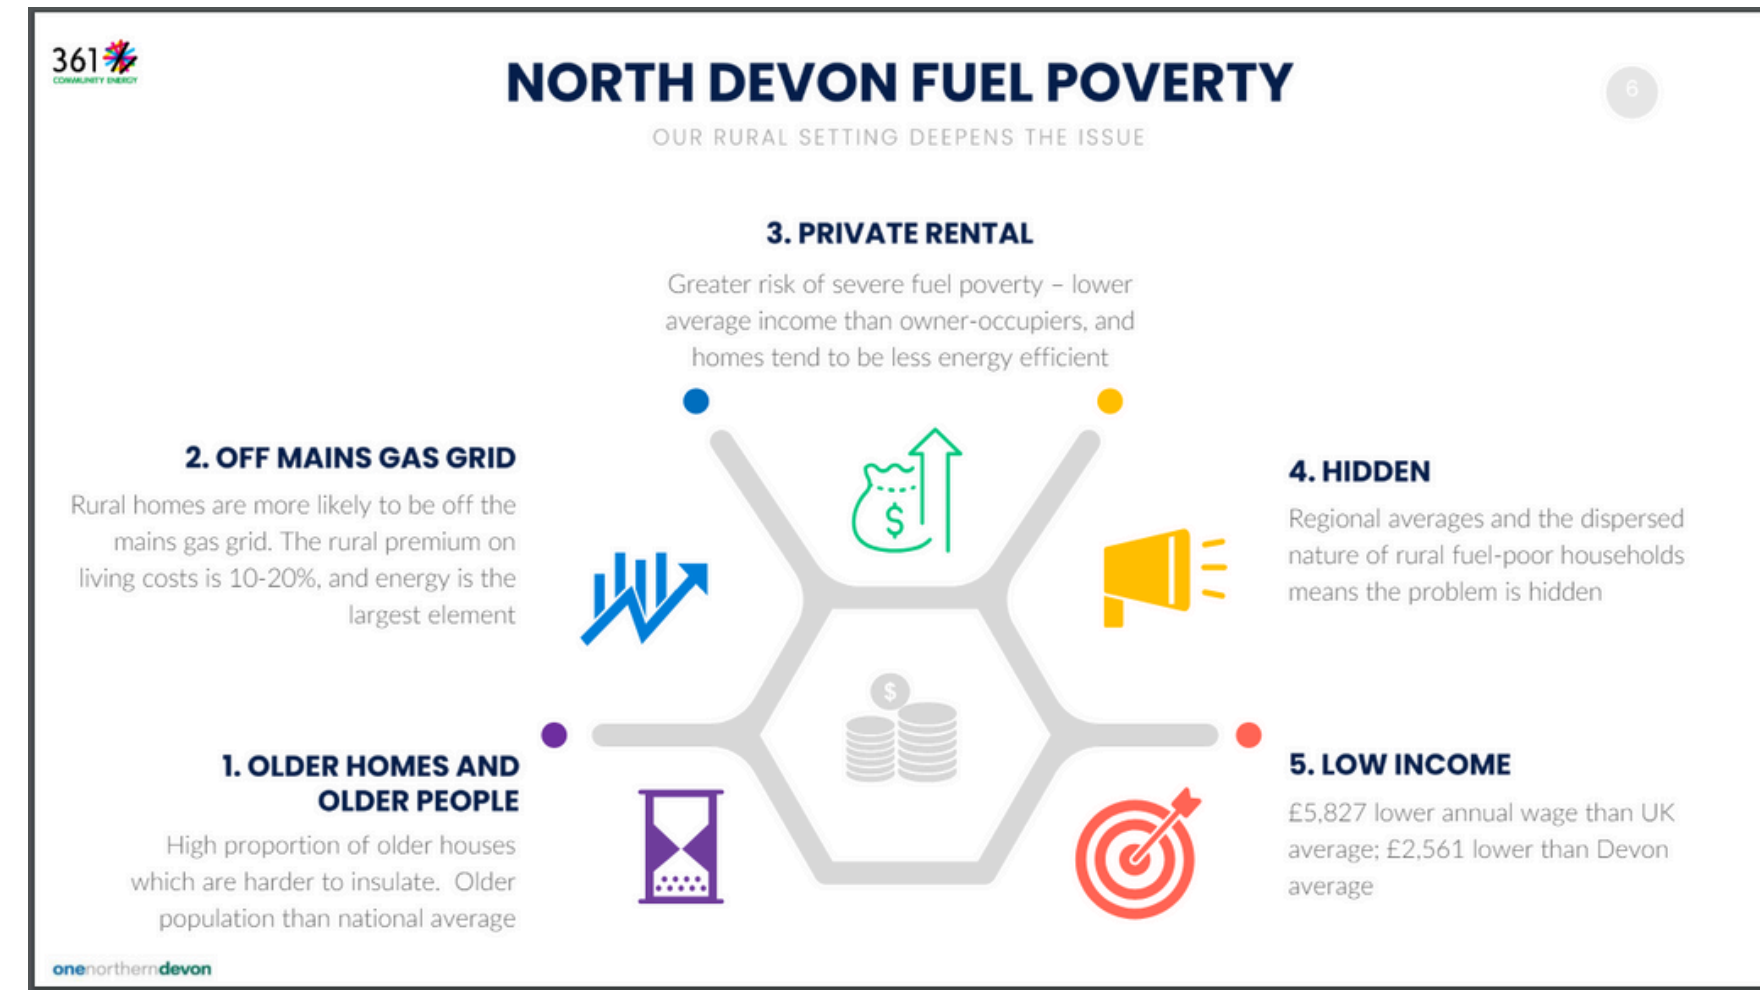 361
COMMUNITY ENERGY
NORTH DEVON FUEL POVERTY
6
OUR RURAL SETTING DEEPENS THE ISSUE
3. PRIVATE RENTAL
Greater risk of severe fuel poverty – lower
average income than owner-occupiers, and
homes tend to be less energy efficient
2. OFF MAINS GAS GRID
Rural homes are more likely to be off the
mains gas grid. The rural premium on
living costs is 10-20%, and energy is the
largest element
$
4. HIDDEN
Regional averages and the dispersed
nature of rural fuel-poor households
means the problem is hidden
$
1. OLDER HOMES AND
OLDER PEOPLE
High proportion of older houses
which are harder to insulate.  Older
population than national average
5. LOW INCOME
£5,827 lower annual wage than UK
average; £2,561 lower than Devon
average
onenortherndevon